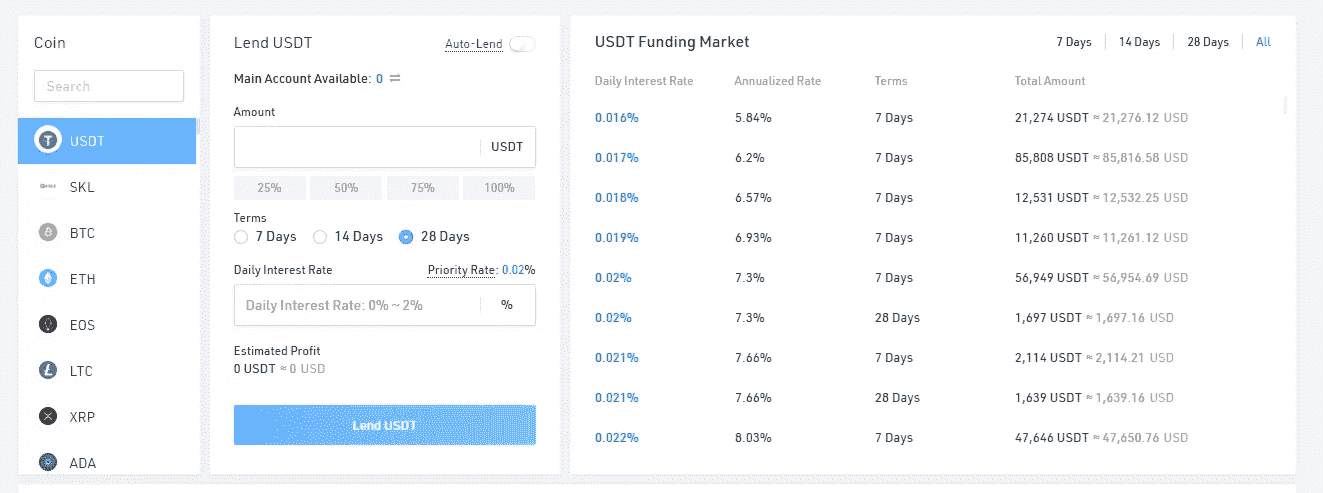 Coin
Search
USDT
SKL
BTC
ETH
EOS
LTC
XRP
ADA
Lend USDT Auto-Lend
Main Account Available: 0
Amount
USDT
25% 50% 75% 100%
Terms
7 Days 14 Days 28 Days
Daily Interest Rate Priority Rate: 0.02%
Daily Interest Rate: 0% ~ 2% %
Estimated Profit
0 USDT ≈ 0 USD
Lend USDT
USDT Funding Market 7 Days 14 Days 28 Days All
Daily Interest Rate Annualized Rate Terms Total Amount
0.016% 5.84% 7 Days 21,274 USDT ≈ 21,276.12 USD
0.017% 6.2% 7 Days 85,808 USDT ≈ 85,816.58 USD
0.018% 6.57% 7 Days 12,531 USDT ≈ 12,532.25 USD
0.019% 6.93% 7 Days 11,260 USDT ≈ 11,261.12 USD
0.02% 7.3% 7 Days 56,949 USDT ≈ 56,954.69 USD
0.02% 7.3% 28 Days 1,697 USDT ≈ 1,697.16 USD
0.021% 7.66% 7 Days 2,114 USDT ≈ 2,114.21 USD
0.021% 7.66% 28 Days 1,639 USDT ≈ 1,639.16 USD
0.022% 8.03% 7 Days 47,646 USDT ≈ 47,650.76 USD